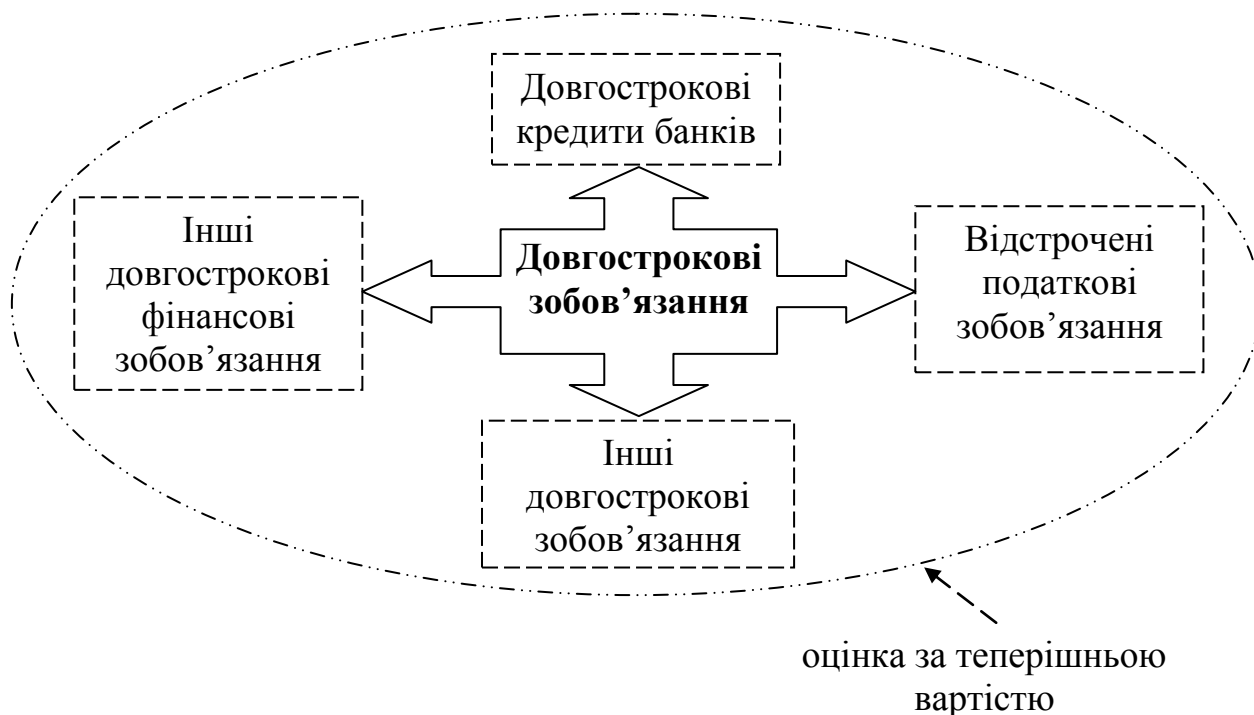 Довгострокові
кредити банків
Інші
довгострокові
фінансові
зобов’язання
Довгострокові
зобов’язання
Відстрочені
податкові
зобов’язання
Інші
довгострокові
зобов’язання
оцінка за теперішньою
вартістю